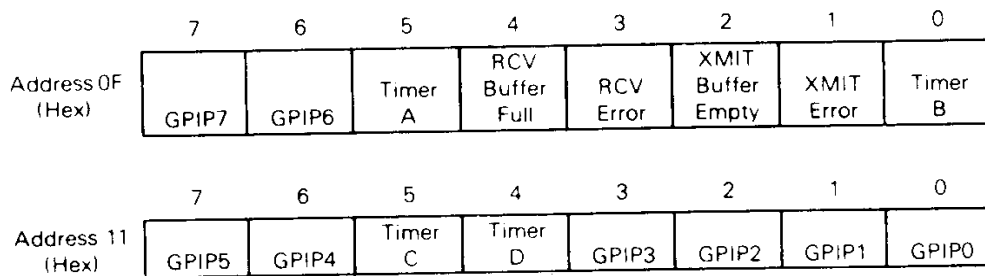 7 6 5 4 3 2 1 0
Address 0F
(Hex)
GPIP7
GPIP6
Timer
A
RCV
Buffer
Full
RCV
Error
XMIT
Buffer
Empty
XMIT
Error
Timer
B
7 6 5 4 3 2 1 0
Address 11
(Hex)
GPIP5
GPIP4
Timer
C
Timer
D
GPIP3
GPIP2
GPIP1
GPIP0